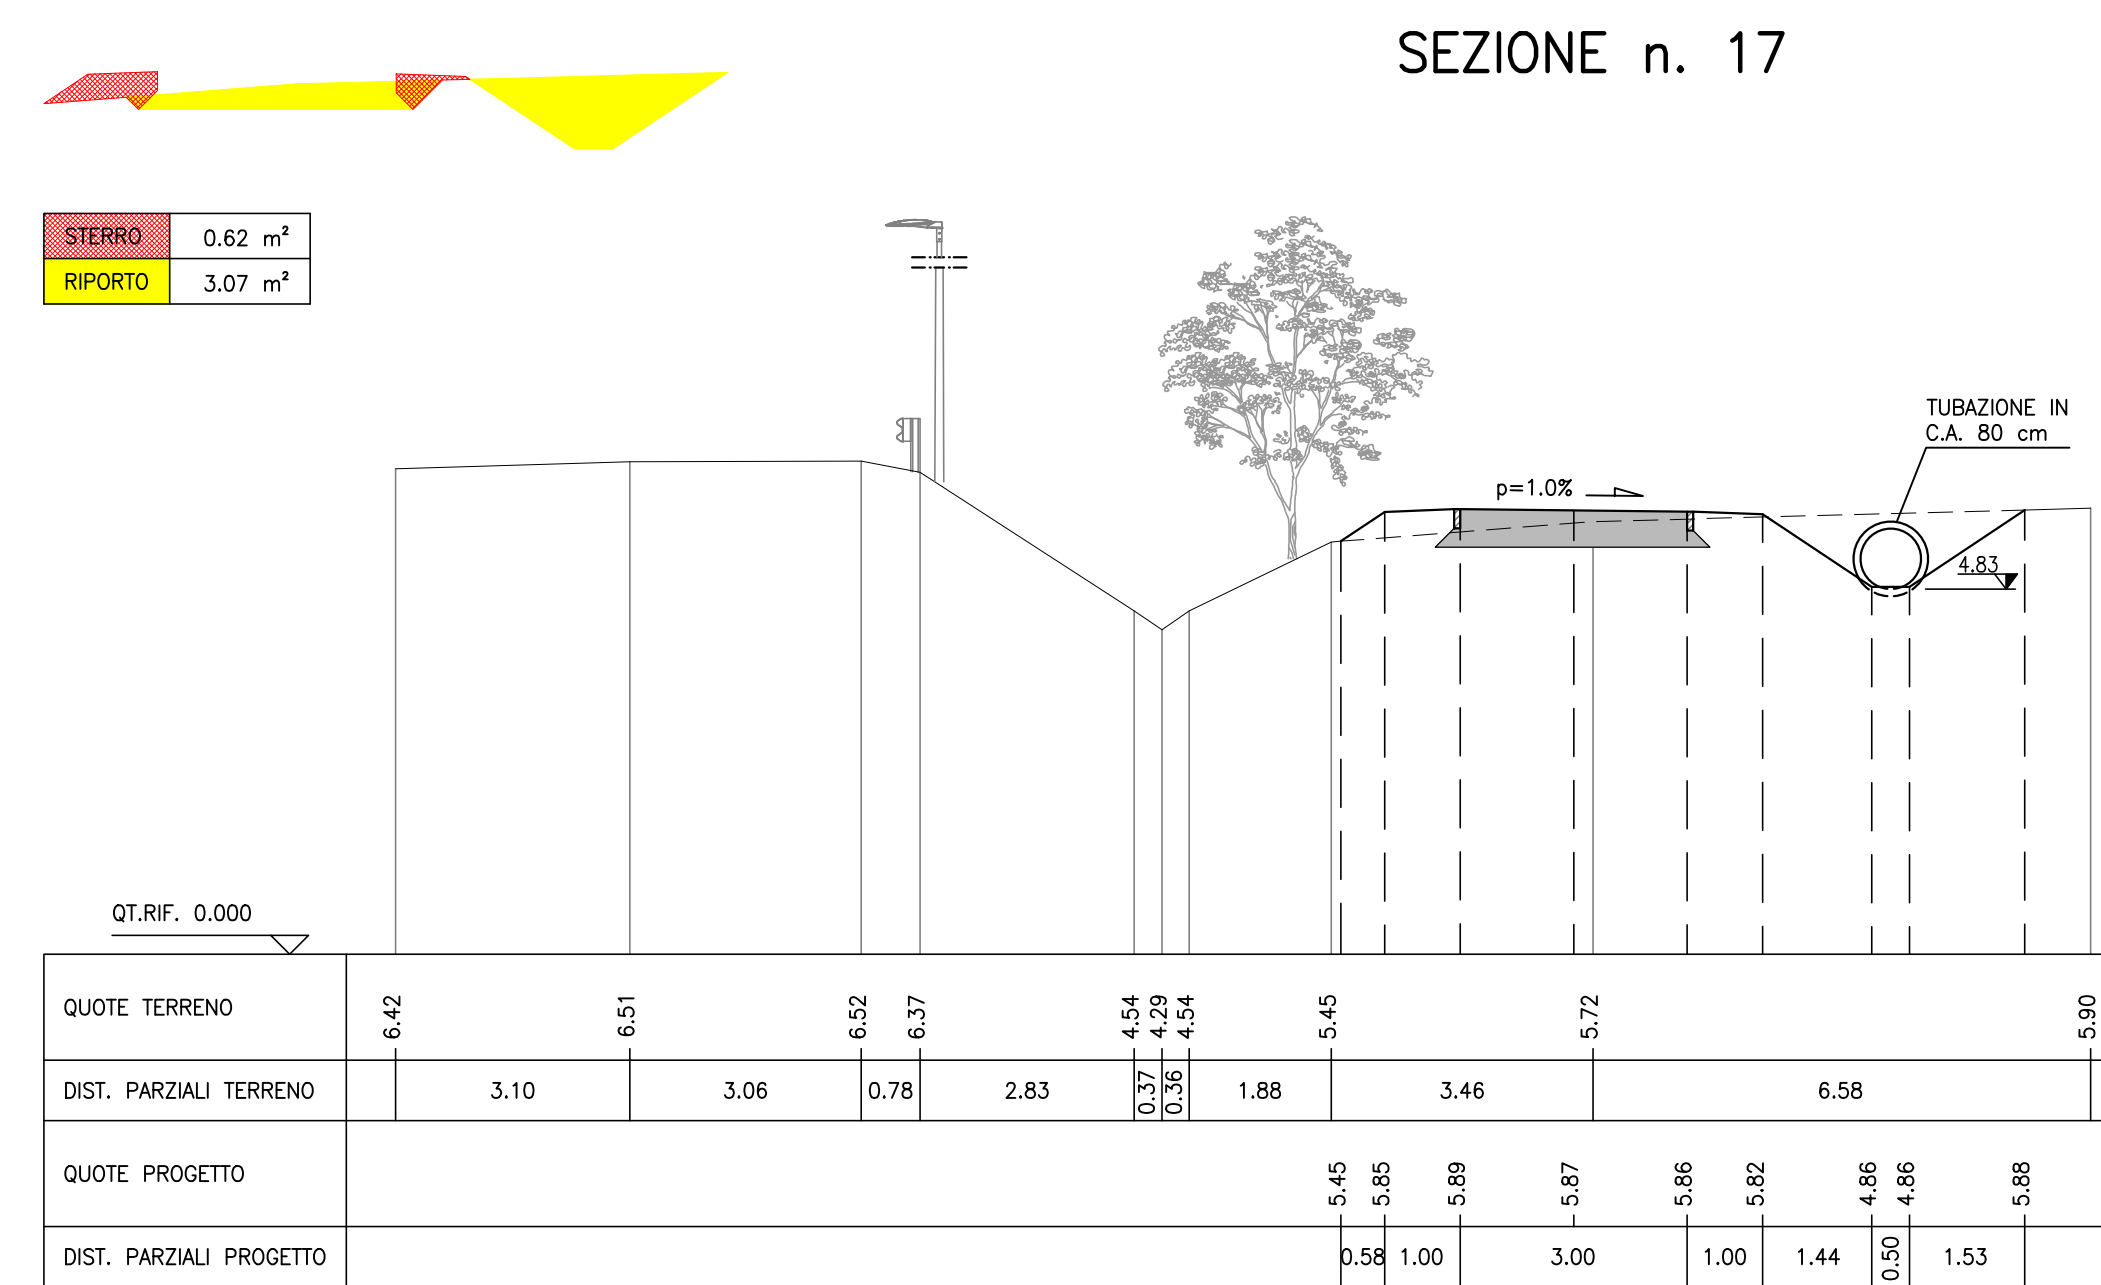 SEZIONE n. 17
STERRO 0.62 m²
RIPORTO 3.07 m²
TUBAZIONE IN
C.A. 80 cm
p=1.0%
4.83
QT.RIF. 0.000
QUOTE TERRENO 6.42 6.51 6.52 6.37 4.54 4.29 4.54 5.45 5.72 5.90
DIST. PARZIALI TERRENO 3.10 3.06 0.78 2.83 0.37 0.36 1.88 3.46 6.58
QUOTE PROGETTO 5.45 5.85 5.89 5.87 5.86 5.82 4.86 4.86 5.88
DIST. PARZIALI PROGETTO 0.58 1.00 3.00 1.00 1.44 0.50 1.53